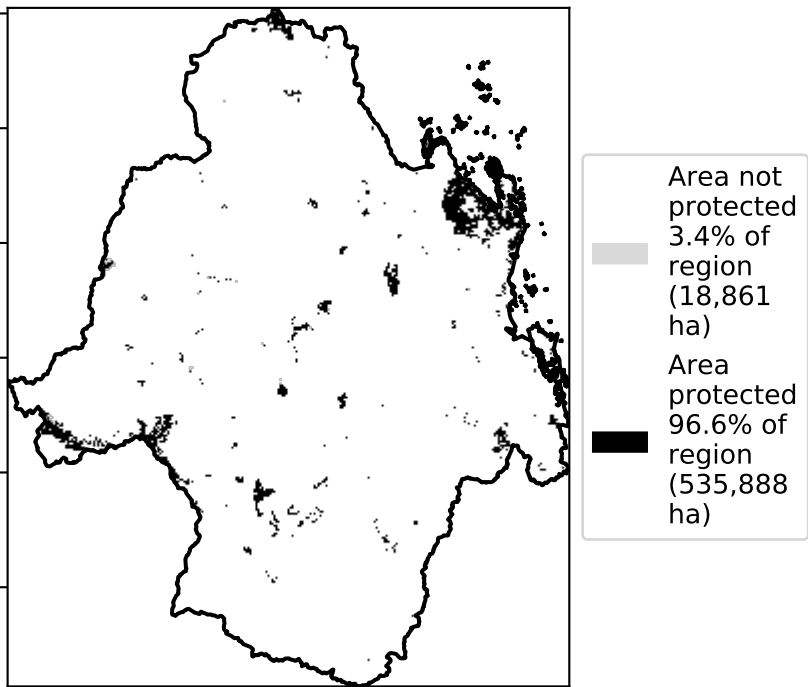 Area not
protected
3.4% of
region
(18,861
ha)
Area
protected
96.6% of
region
(535,888
ha)